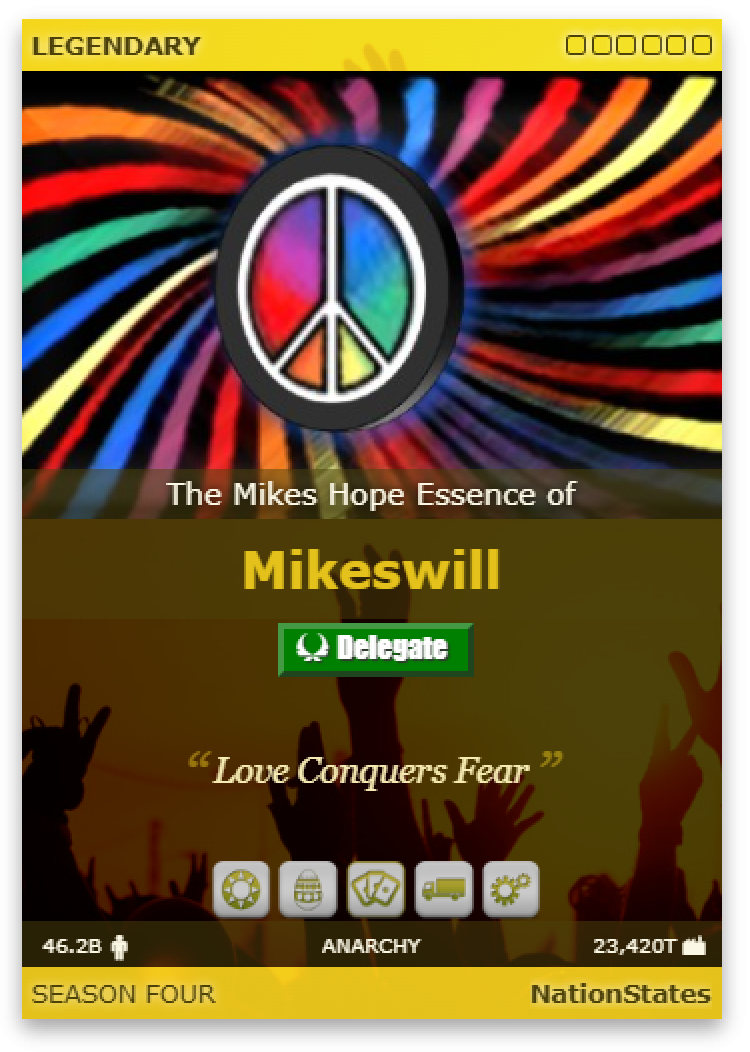 LEGENDARY
The Mikes Hope Essence of
Mikeswill
Delegate
“Love Conquers Fear”
46.2B ANARCHY 23,420T
SEASON FOUR NationStates